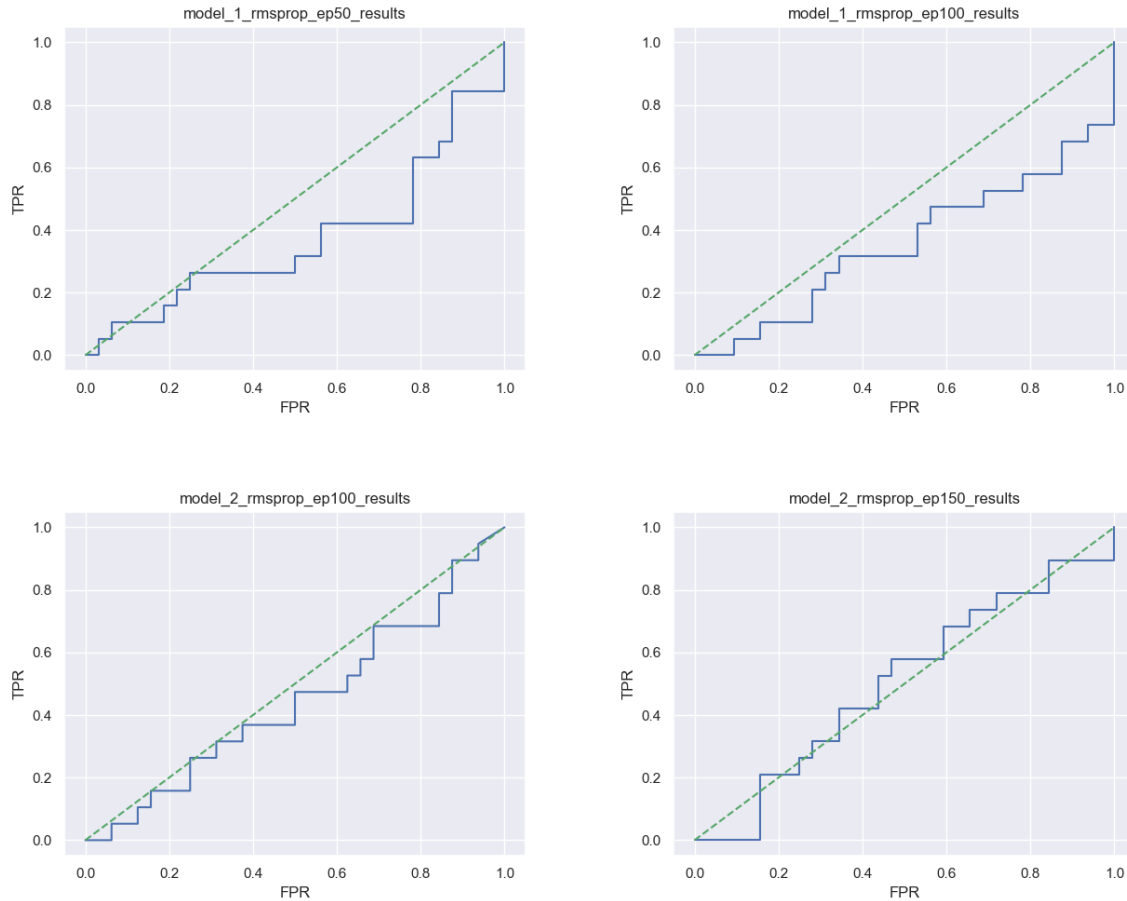 model_1_rmsprop_ep50_results
1.0
0.8
0.6
0.4
0.2
0.0
TPR
0.0 0.2 0.4 0.6 0.8 1.0
FPR
model_1_rmsprop_ep100_results
1.0
0.8
0.6
0.4
0.2
0.0
TPR
0.0 0.2 0.4 0.6 0.8 1.0
FPR
model_2_rmsprop_ep100_results
1.0
0.8
0.6
0.4
0.2
0.0
TPR
0.0 0.2 0.4 0.6 0.8 1.0
FPR
model_2_rmsprop_ep150_results
1.0
0.8
0.6
0.4
0.2
0.0
TPR
0.0 0.2 0.4 0.6 0.8 1.0
FPR